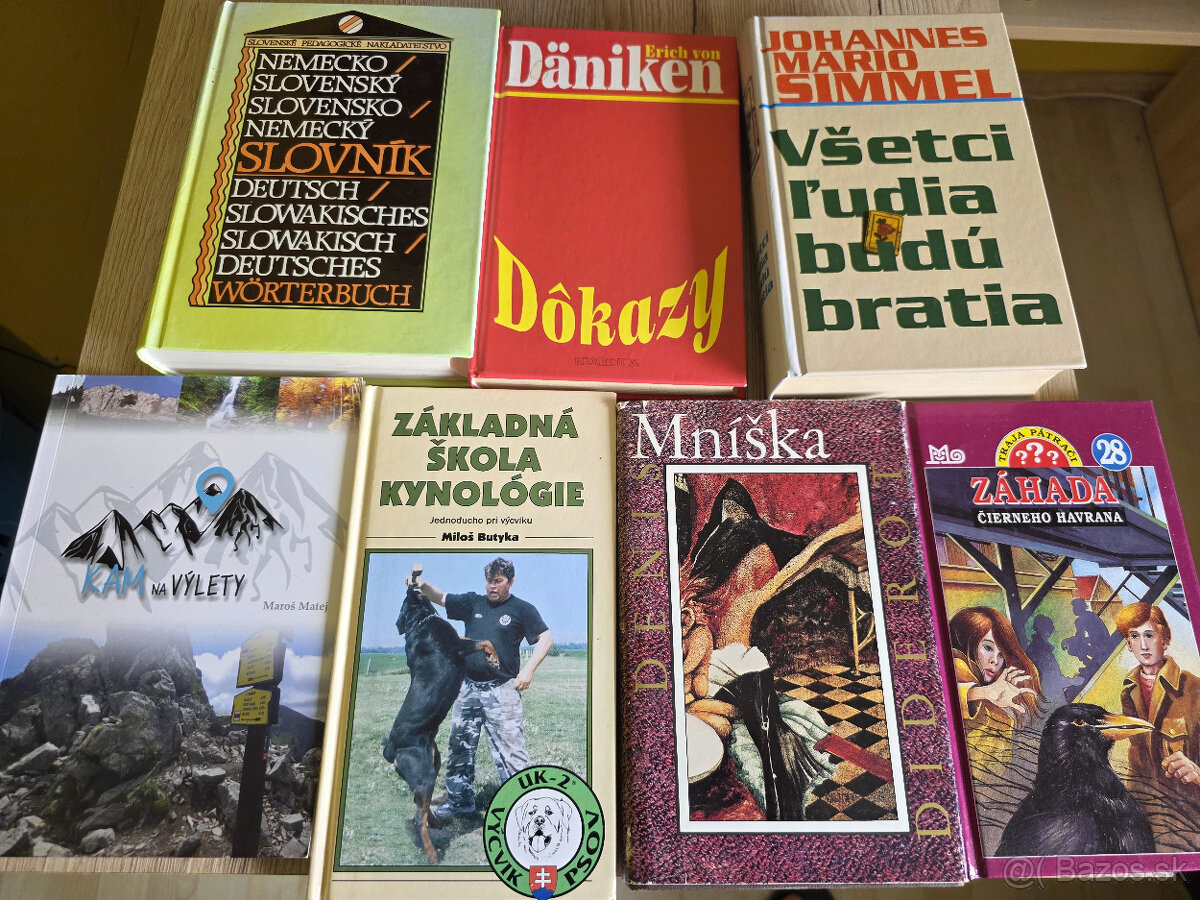 SLOVENSKÉ PEDAGOGICKÉ NAKLADATEĽSTVO
NEMECKO /
SLOVENSKÝ
SLOVENSKO /
NEMECKÝ
SLOVNÍK
DEUTSCH /
SLOWAKISCHES
SLOWAKISCH /
DEUTSCHES
WÖRTERBUCH
Erich von
Däniken
Dôkazy
JOHANNES
MARIO
SIMMEL
Všetci
ľudia
budú
bratia
KAM NA VÝLETY
Maroš Matej
ZÁKLADNÁ
ŠKOLA
KYNOLÓGIE
Jednoducho pri výcviku
Miloš Butyka
UK-2
VÝCVIK PSOV
Mníška
DENIS
DIDEROT
TRAJA PÁTRAČI
???
28
ZÁHADA
ČIERNEHO HAVRANA
Bazos.sk